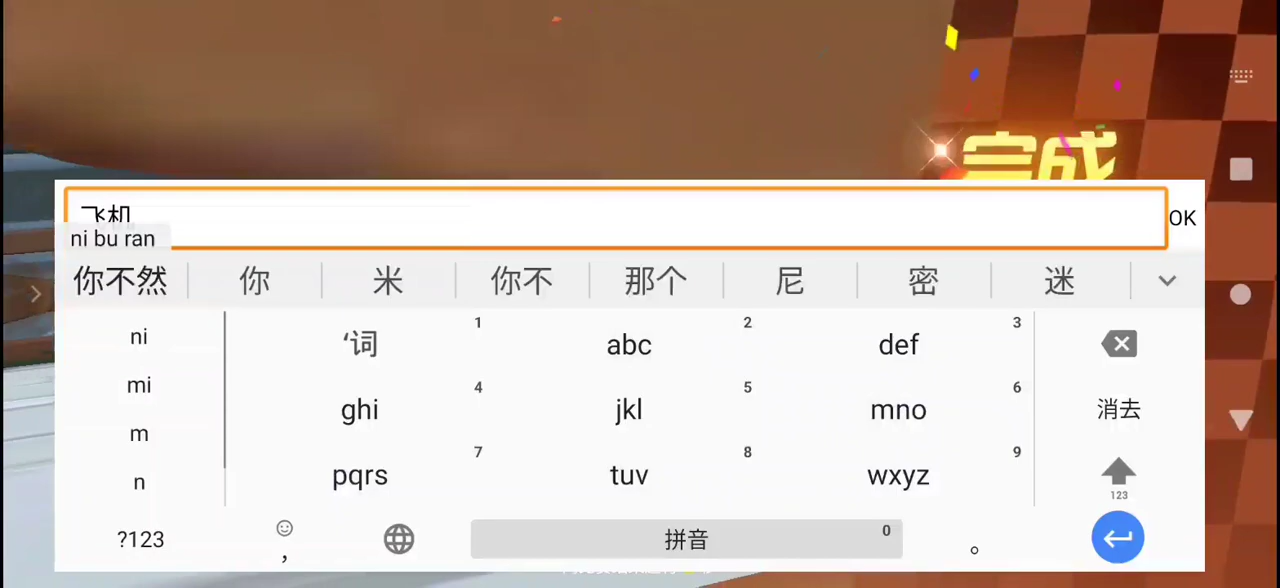 完成
飞机
OK
ni bu ran
你不然 你 米 你不 那个 尼 密 迷
ni
mi
m
n
‘词 1
abc 2
def 3
ghi 4
jkl 5
mno 6
消去
pqrs 7
tuv 8
wxyz 9
123
?123 , 拼音 0 。